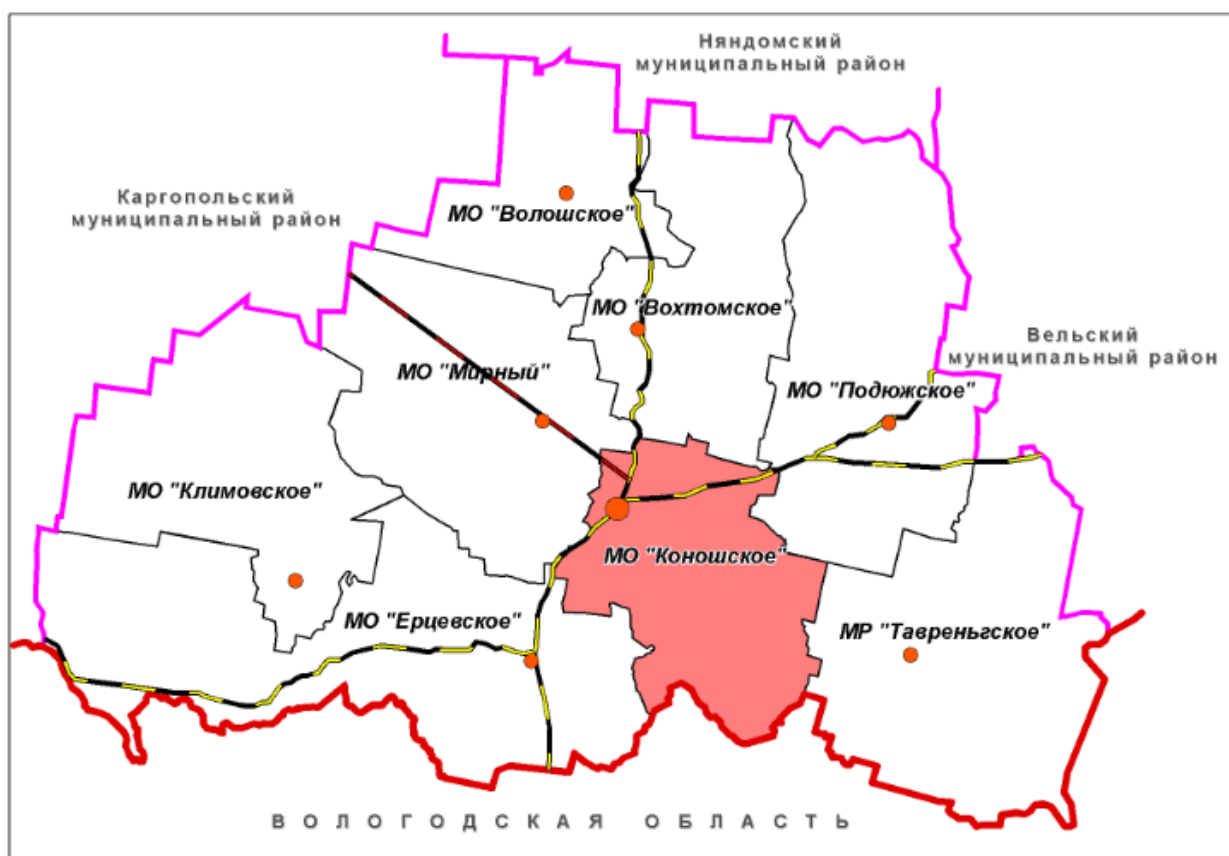 Няндомский
муниципальный район
Каргопольский
муниципальный район
МО "Волошское"
МО "Вохтомское"
Вельский
муниципальный район
МО "Мирный"
МО "Подюжское"
МО "Климовское"
МО "Коношское"
МО "Ерцевское"
МР "Тавреньгское"
ВОЛОГОДСКАЯ ОБЛАСТЬ